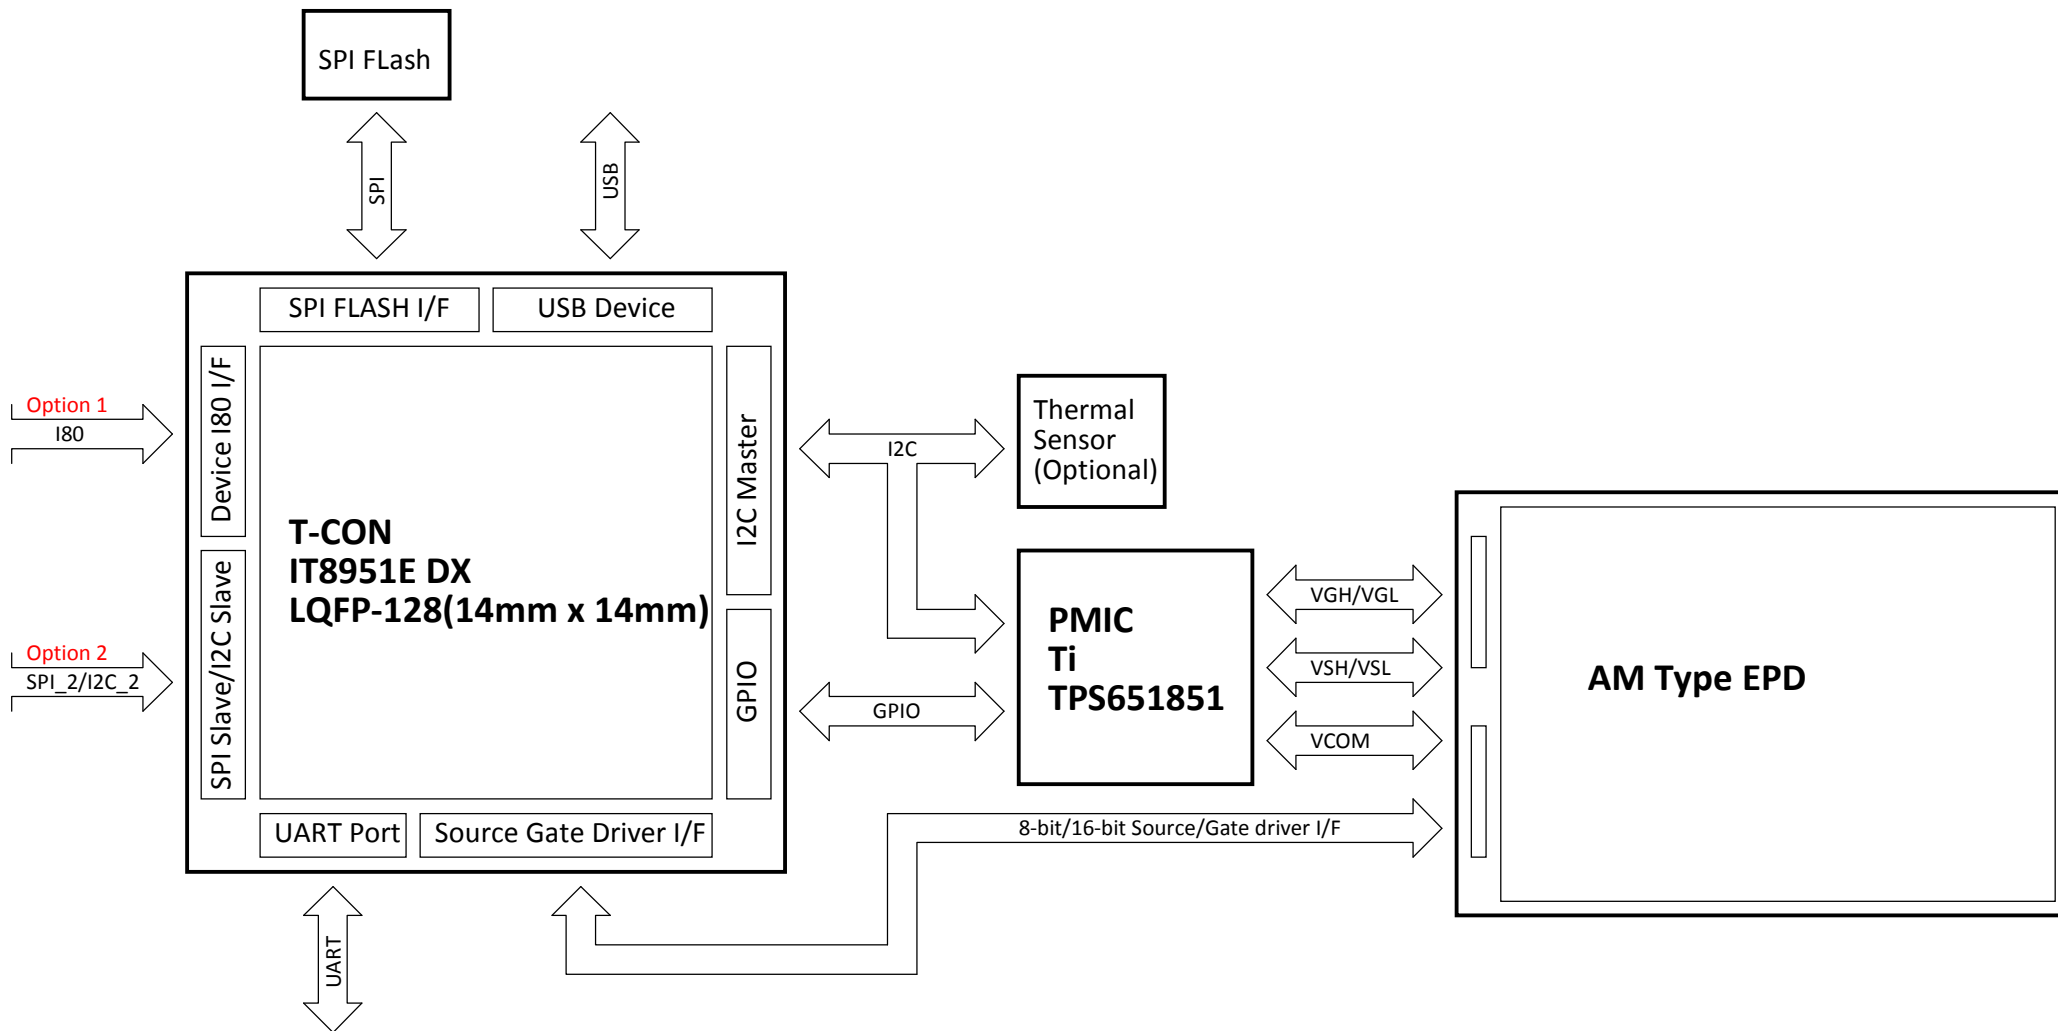 SPI FLash
SPI
USB
SPI FLASH I/F
USB Device
Option 1
I80
Device I80 I/F
Option 2
SPI_2/I2C_2
SPI Slave/I2C Slave
T-CON
IT8951E DX
LQFP-128(14mm x 14mm)
I2C Master
GPIO
UART Port
Source Gate Driver I/F
UART
I2C
GPIO
Thermal
Sensor
(Optional)
PMIC
Ti
TPS651851
VGH/VGL
VSH/VSL
VCOM
8-bit/16-bit Source/Gate driver I/F
AM Type EPD